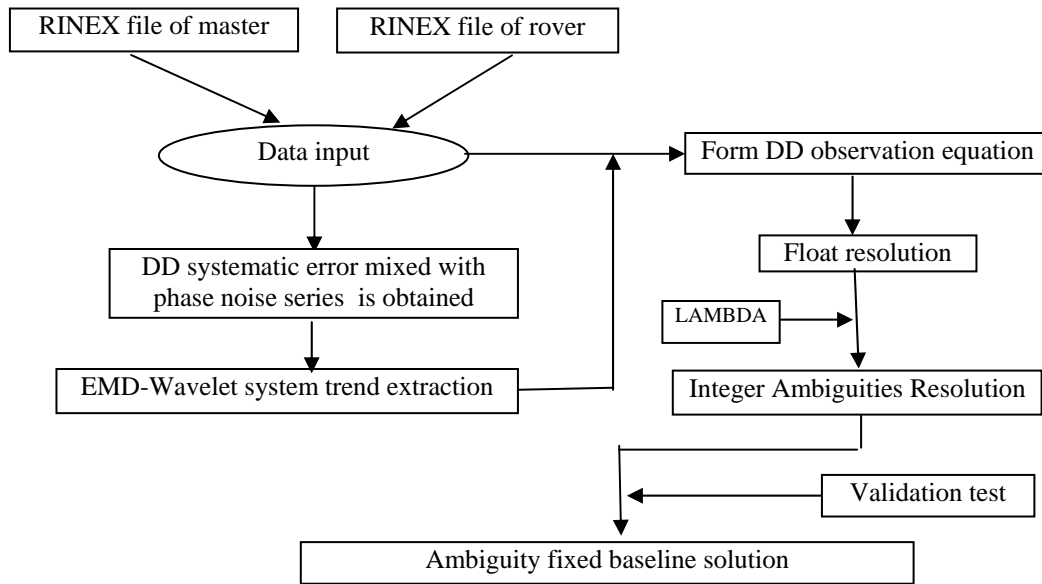 RINEX file of master
RINEX file of rover
Data input
Form DD observation equation
DD systematic error mixed with
phase noise series is obtained
Float resolution
LAMBDA
EMD-Wavelet system trend extraction
Integer Ambiguities Resolution
Validation test
Ambiguity fixed baseline solution